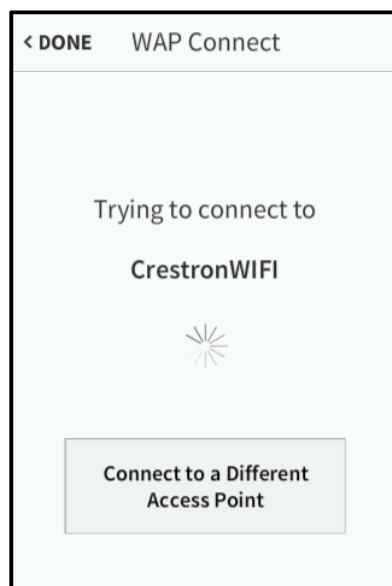 < DONE WAP Connect
Trying to connect to
CrestronWIFI
Connect to a Different
Access Point